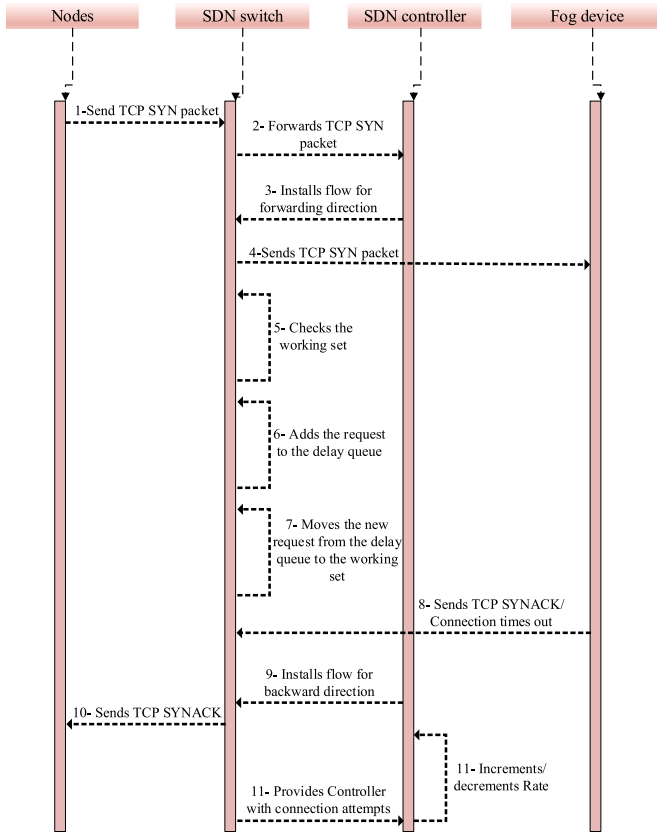 Nodes
SDN switch
SDN controller
Fog device
1-Send TCP SYN packet
2- Forwards TCP SYN
packet
3- Installs flow for
forwarding direction
4-Sends TCP SYN packet
5- Checks the
working set
6- Adds the request
to the delay queue
7- Moves the new
request from the delay
queue to the working
set
8- Sends TCP SYNACK/
Connection times out
9- Installs flow for
backward direction
10- Sends TCP SYNACK
11- Increments/
decrements Rate
11- Provides Controller
with connection attempts